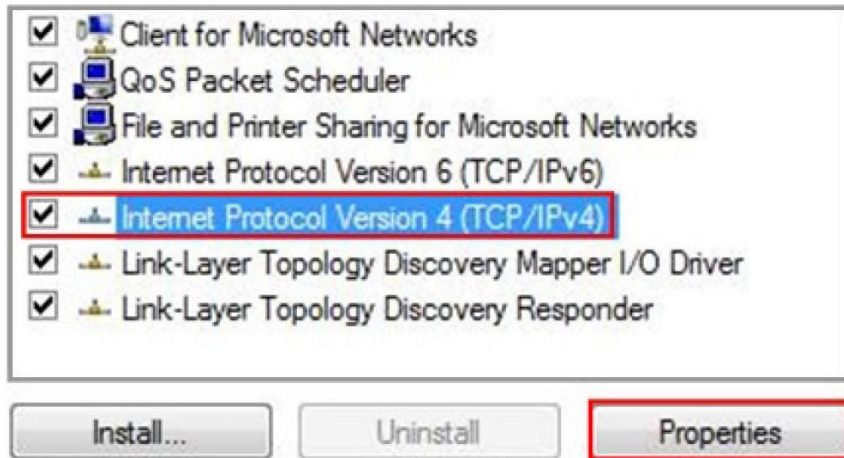 Client for Microsoft Networks
QoS Packet Scheduler
File and Printer Sharing for Microsoft Networks
Internet Protocol Version 6 (TCP/IPv6)
Internet Protocol Version 4 (TCP/IPv4)
Link-Layer Topology Discovery Mapper I/O Driver
Link-Layer Topology Discovery Responder
Install... Uninstall Properties